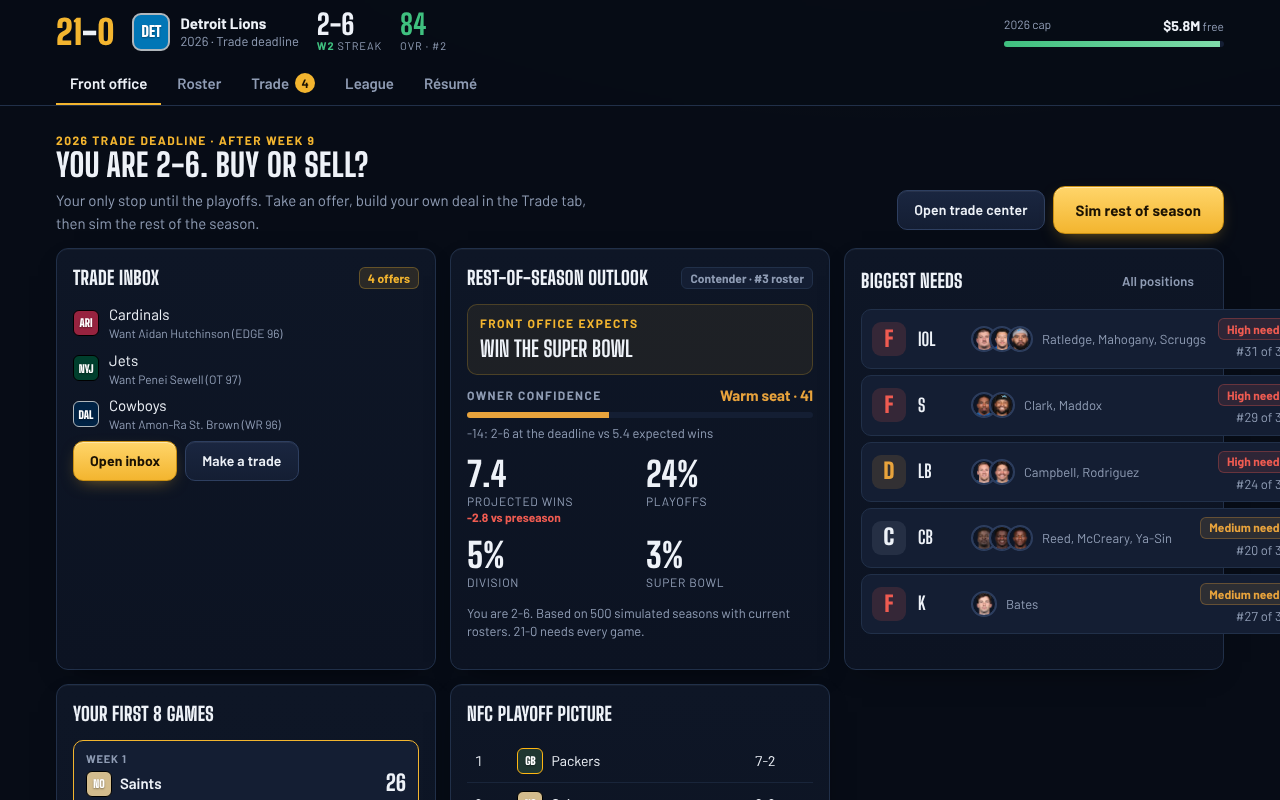 21-0
DET
Detroit Lions
2026 · Trade deadline
2-6
W2 STREAK
84
OVR · #2
2026 cap
$5.8M free
Front office
Roster
Trade 4
League
Résumé
2026 TRADE DEADLINE · AFTER WEEK 9
YOU ARE 2-6. BUY OR SELL?
Your only stop until the playoffs. Take an offer, build your own deal in the Trade tab,
then sim the rest of the season.
Open trade center
Sim rest of season
TRADE INBOX
4 offers
ARI
Cardinals
Want Aidan Hutchinson (EDGE 96)
NYJ
Jets
Want Penei Sewell (OT 97)
DAL
Cowboys
Want Amon-Ra St. Brown (WR 96)
Open inbox
Make a trade
REST-OF-SEASON OUTLOOK
Contender · #3 roster
FRONT OFFICE EXPECTS
WIN THE SUPER BOWL
OWNER CONFIDENCE
Warm seat · 41
-14: 2-6 at the deadline vs 5.4 expected wins
7.4
PROJECTED WINS
-2.8 vs preseason
24%
PLAYOFFS
5%
DIVISION
3%
SUPER BOWL
You are 2-6. Based on 500 simulated seasons with current
rosters. 21-0 needs every game.
BIGGEST NEEDS
All positions
F
IOL
Ratledge, Mahogany, Scruggs
High need
#31 of 3
F
S
Clark, Maddox
High need
#29 of 3
D
LB
Campbell, Rodriguez
High need
#24 of 3
C
CB
Reed, McCreary, Ya-Sin
Medium need
#20 of 3
F
K
Bates
Medium need
#27 of 3
YOUR FIRST 8 GAMES
WEEK 1
NO
Saints
26
NFC PLAYOFF PICTURE
1
GB
Packers
7-2